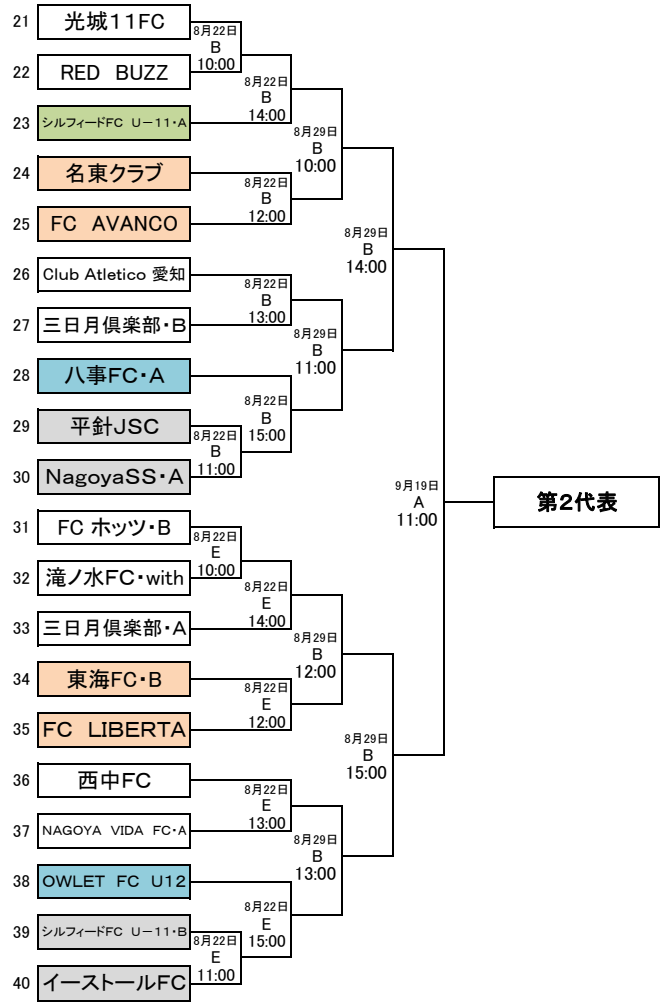 21 光城11FC
8月22日
B
10:00
22 RED BUZZ
8月22日
B
14:00
23 シルフィードFC U-11・A
8月29日
B
10:00
24 名東クラブ
8月22日
B
12:00
25 FC AVANCO
8月29日
B
14:00
26 Club Atletico 愛知
8月22日
B
13:00
27 三日月倶楽部・B
8月29日
B
11:00
28 八事FC・A
8月22日
B
15:00
29 平針JSC
8月22日
B
11:00
30 NagoyaSS・A
9月19日
A
11:00
第2代表
31 FC ホッツ・B
8月22日
E
10:00
32 滝ノ水FC・with
8月22日
E
14:00
33 三日月倶楽部・A
8月29日
B
12:00
34 東海FC・B
8月22日
E
12:00
35 FC LIBERTA
8月29日
B
15:00
36 西中FC
8月22日
E
13:00
37 NAGOYA VIDA FC・A
8月29日
B
13:00
38 OWLET FC U12
8月22日
E
15:00
39 シルフィードFC U-11・B
8月22日
E
11:00
40 イーストールFC